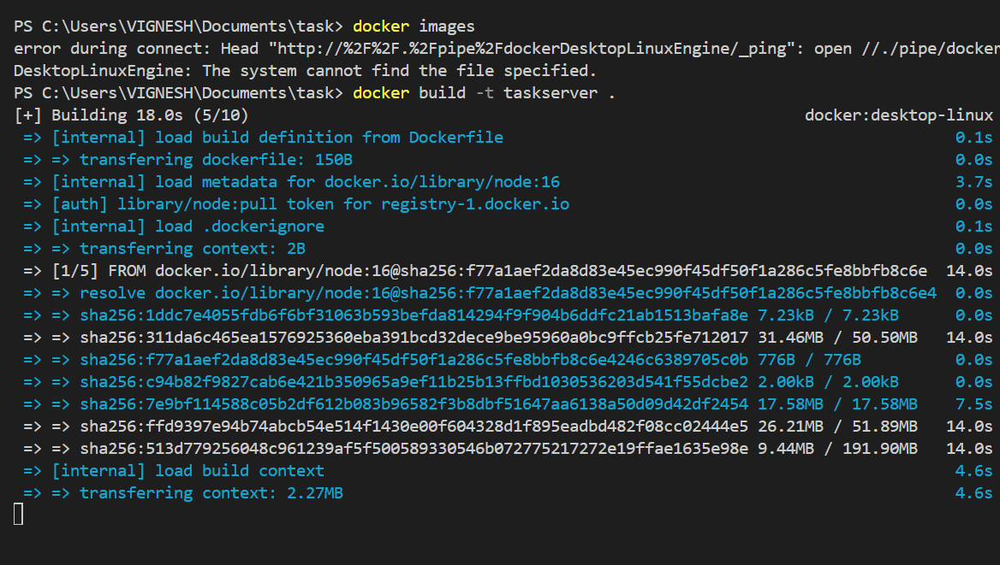 PS C:\Users\VIGNESH\Documents\task> docker images
error during connect: Head "http://%2F%2F.%2Fpipe%2FdockerDesktopLinuxEngine/_ping": open //./pipe/docker
DesktopLinuxEngine: The system cannot find the file specified.
PS C:\Users\VIGNESH\Documents\task> docker build -t taskserver .
[+] Building 18.0s (5/10) docker:desktop-linux
=> [internal] load build definition from Dockerfile 0.1s
=> => transferring dockerfile: 150B 0.0s
=> [internal] load metadata for docker.io/library/node:16 3.7s
=> [auth] library/node:pull token for registry-1.docker.io 0.0s
=> [internal] load .dockerignore 0.1s
=> => transferring context: 2B 0.0s
=> [1/5] FROM docker.io/library/node:16@sha256:f77a1aef2da8d83e45ec990f45df50f1a286c5fe8bbfb8c6e 14.0s
=> => resolve docker.io/library/node:16@sha256:f77a1aef2da8d83e45ec990f45df50f1a286c5fe8bbfb8c6e4 0.0s
=> => sha256:1ddc7e4055fdb6f6bf31063b593befda814294f9f904b6ddfc21ab1513bafa8e 7.23kB / 7.23kB 0.0s
=> => sha256:311da6c465ea1576925360eba391bcd32dece9be95960a0bc9ffcb25fe712017 31.46MB / 50.50MB 14.0s
=> => sha256:f77a1aef2da8d83e45ec990f45df50f1a286c5fe8bbfb8c6e4246c6389705c0b 776B / 776B 0.0s
=> => sha256:c94b82f9827cab6e421b350965a9ef11b25b13ffbd1030536203d541f55dcbe2 2.00kB / 2.00kB 0.0s
=> => sha256:7e9bf114588c05b2df612b083b96582f3b8dbf51647aa6138a50d09d42df2454 17.58MB / 17.58MB 7.5s
=> => sha256:ffd9397e94b74abcb54e514f1430e00f604328d1f895eadbd482f08cc02444e5 26.21MB / 51.89MB 14.0s
=> => sha256:513d779256048c961239af5f500589330546b072775217272e19ffae1635e98e 9.44MB / 191.90MB 14.0s
=> [internal] load build context 4.6s
=> => transferring context: 2.27MB 4.6s